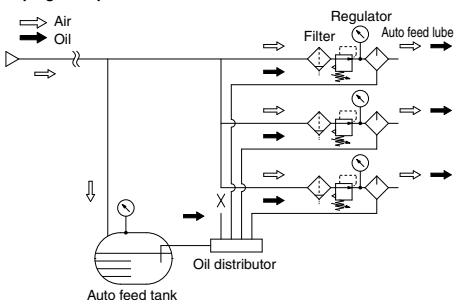 Air
Oil
Regulator
Filter
Auto feed lube
Oil distributor
Auto feed tank